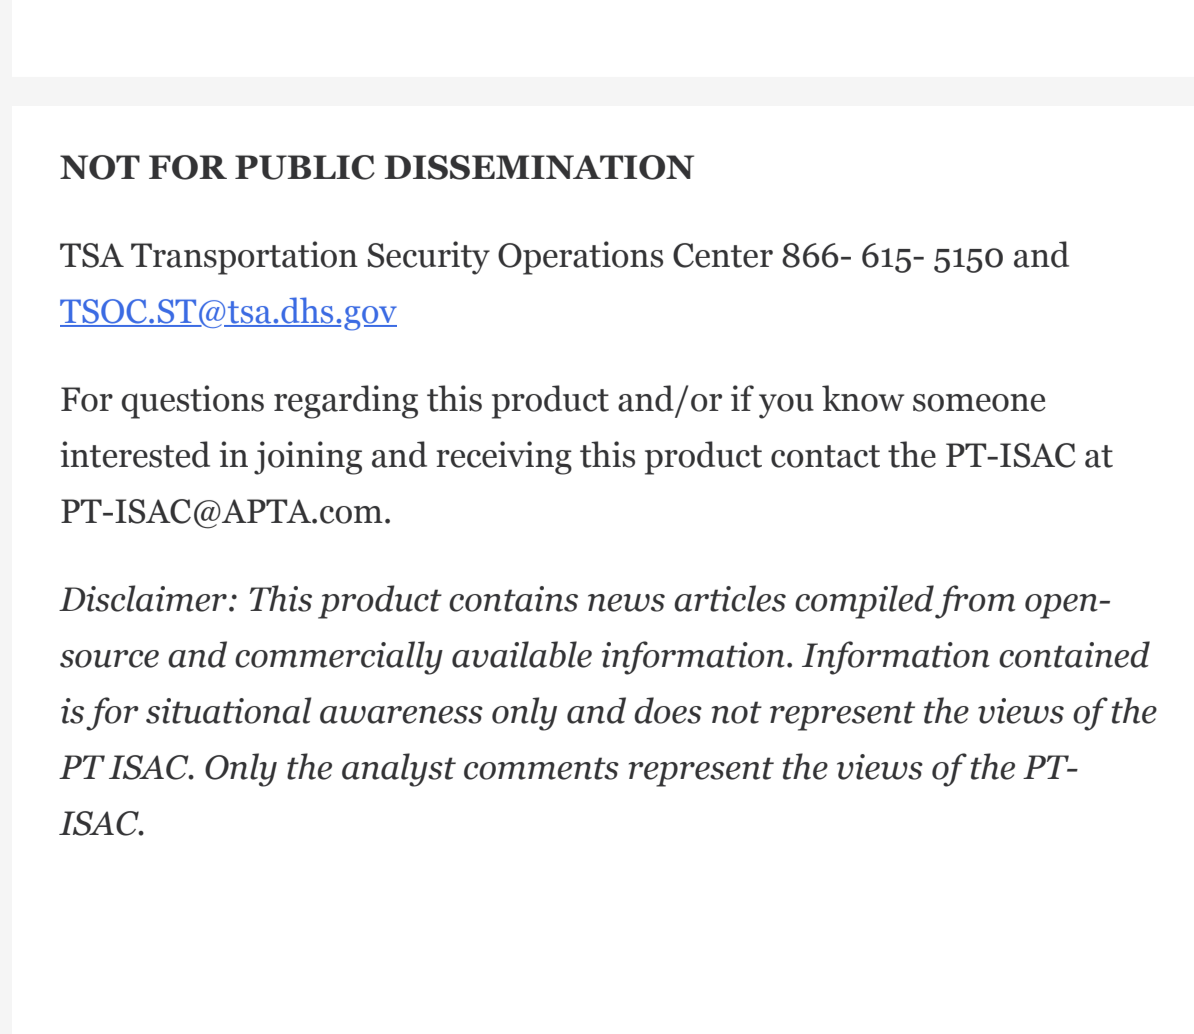 NOT FOR PUBLIC DISSEMINATION
TSA Transportation Security Operations Center 866- 615- 5150 and
TSOC.ST@tsa.dhs.gov
For questions regarding this product and/or if you know someone
interested in joining and receiving this product contact the PT-ISAC at
PT-ISAC@APTA.com.
Disclaimer: This product contains news articles compiled from open-
source and commercially available information. Information contained
is for situational awareness only and does not represent the views of the
PT ISAC. Only the analyst comments represent the views of the PT-
ISAC.